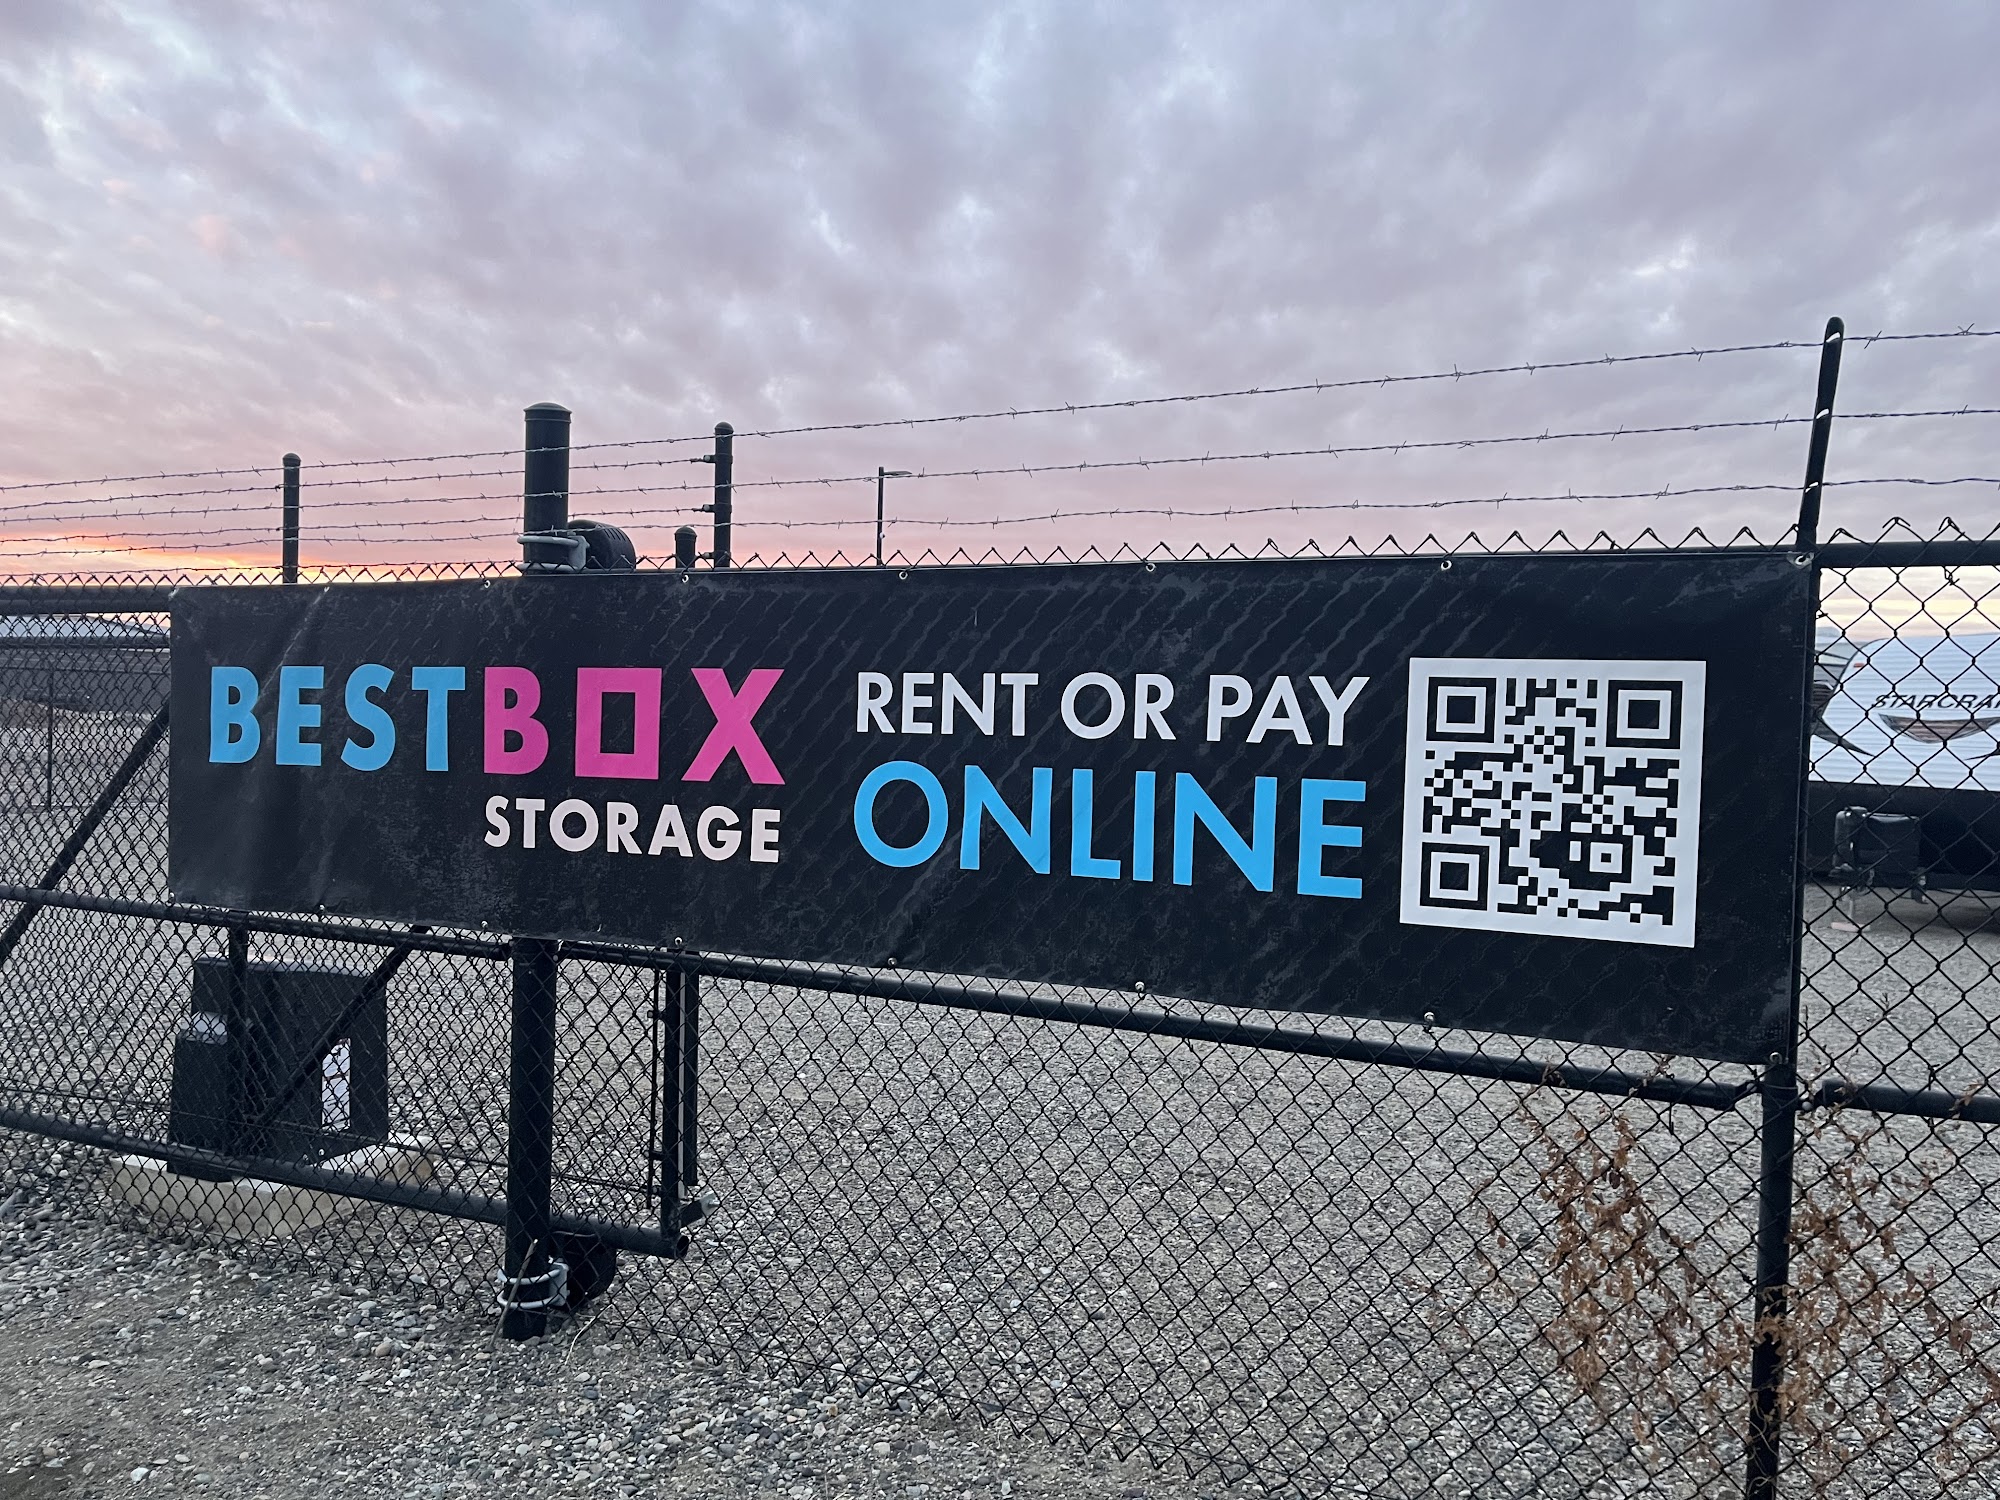 BESTBOX
STORAGE
RENT OR PAY
ONLINE